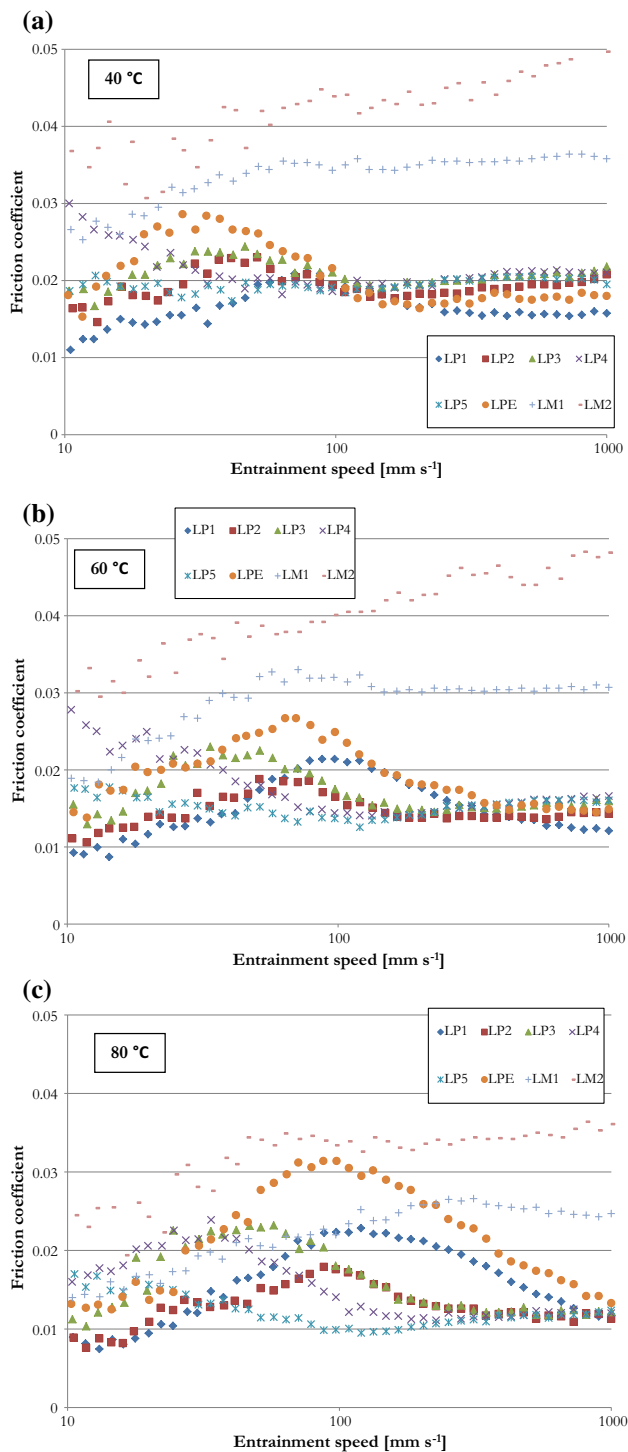 (a)
40 °C
0.05
0.04
0.03
0.02
0.01
0
Friction coefficient
LP1 LP2 LP3 LP4
LP5 LPE LM1 LM2
10 100 1000
Entrainment speed [mm s-1]
(b)
60 °C
LP1 LP2 LP3 LP4
LP5 LPE LM1 LM2
0.05
0.04
0.03
0.02
0.01
0
Friction coefficient
10 100 1000
Entrainment speed [mm s-1]
(c)
80 °C
LP1 LP2 LP3 LP4
LP5 LPE LM1 LM2
0.05
0.04
0.03
0.02
0.01
0
Friction coefficient
10 100 1000
Entrainment speed [mm s-1]